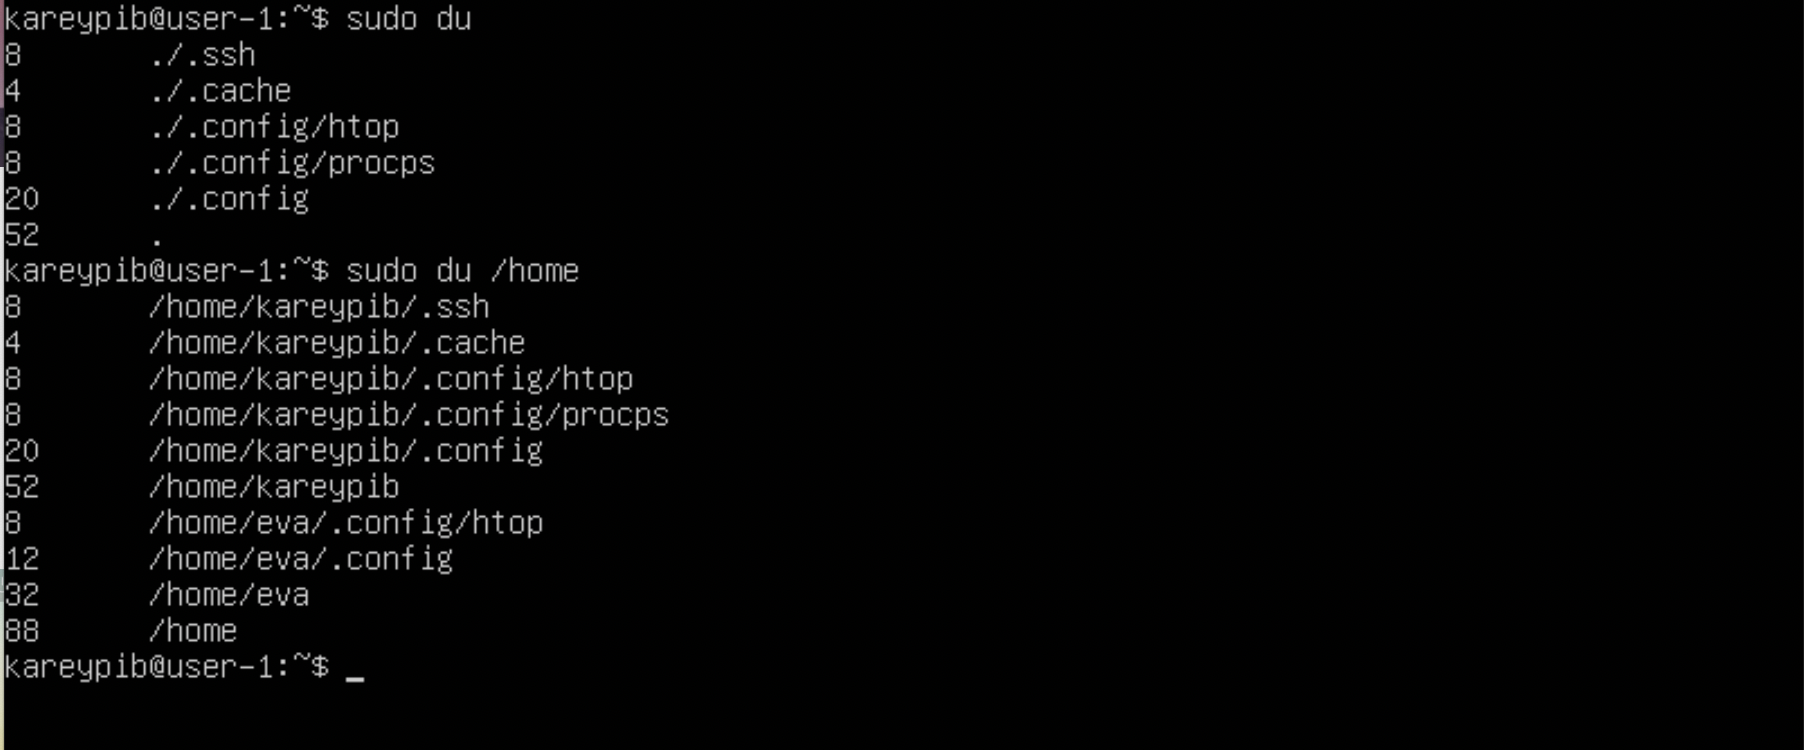 kareypib@user-1:~$ sudo du
8 ./.ssh
4 ./.cache
8 ./.config/htop
8 ./.config/procps
20 ./.config
52 .
kareypib@user-1:~$ sudo du /home
8 /home/kareypib/.ssh
4 /home/kareypib/.cache
8 /home/kareypib/.config/htop
8 /home/kareypib/.config/procps
20 /home/kareypib/.config
52 /home/kareypib
8 /home/eva/.config/htop
12 /home/eva/.config
32 /home/eva
88 /home
kareypib@user-1:~$ _